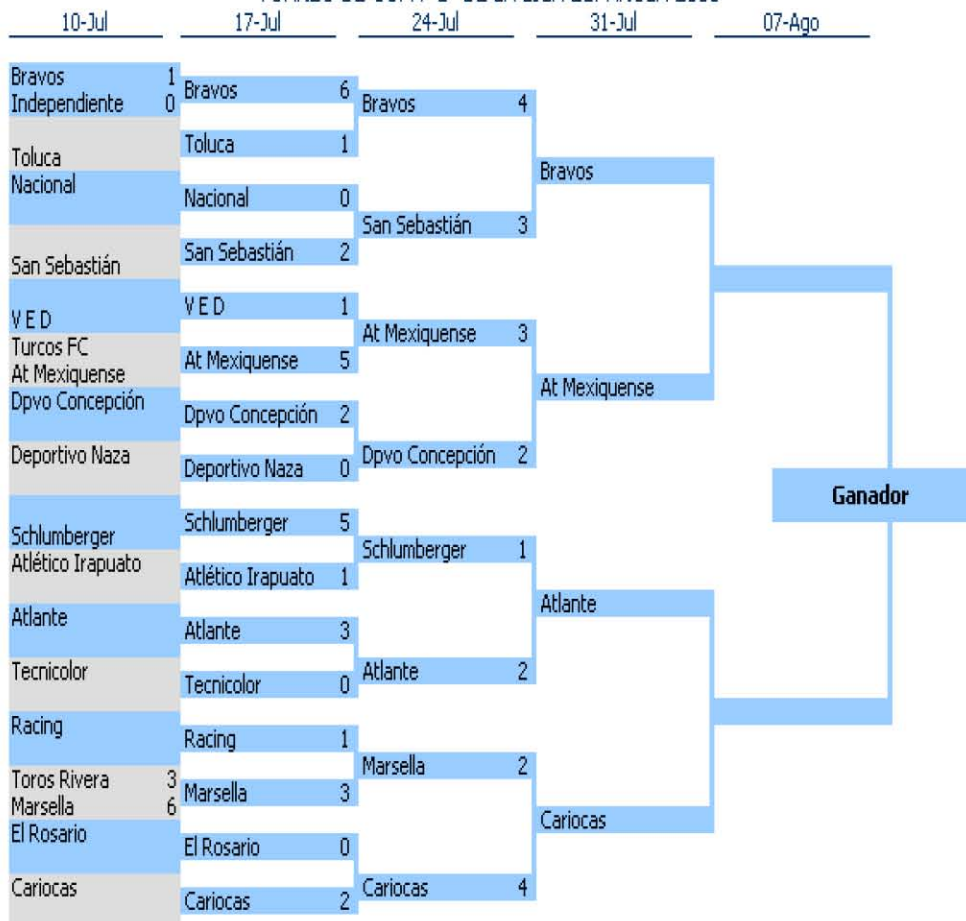 10-Jul
17-Jul
24-Jul
31-Jul
07-Ago
Bravos 1
Independiente 0
Toluca
Nacional
San Sebastián
V E D
Turcos FC
At Mexiquense
Dpvo Concepción
Deportivo Naza
Schlumberger
Atlético Irapuato
Atlante
Tecnicolor
Racing
Toros Rivera 3
Marsella 6
El Rosario
Cariocas
Bravos 6
Toluca 1
Nacional 0
San Sebastián 2
V E D 1
At Mexiquense 5
Dpvo Concepción 2
Deportivo Naza 0
Schlumberger 5
Atlético Irapuato 1
Atlante 3
Tecnicolor 0
Racing 1
Marsella 3
El Rosario 0
Cariocas 2
Bravos 4
San Sebastián 3
At Mexiquense 3
Dpvo Concepción 2
Schlumberger 1
Atlante 2
Marsella 2
Cariocas 4
Bravos
At Mexiquense
Atlante
Cariocas
Ganador